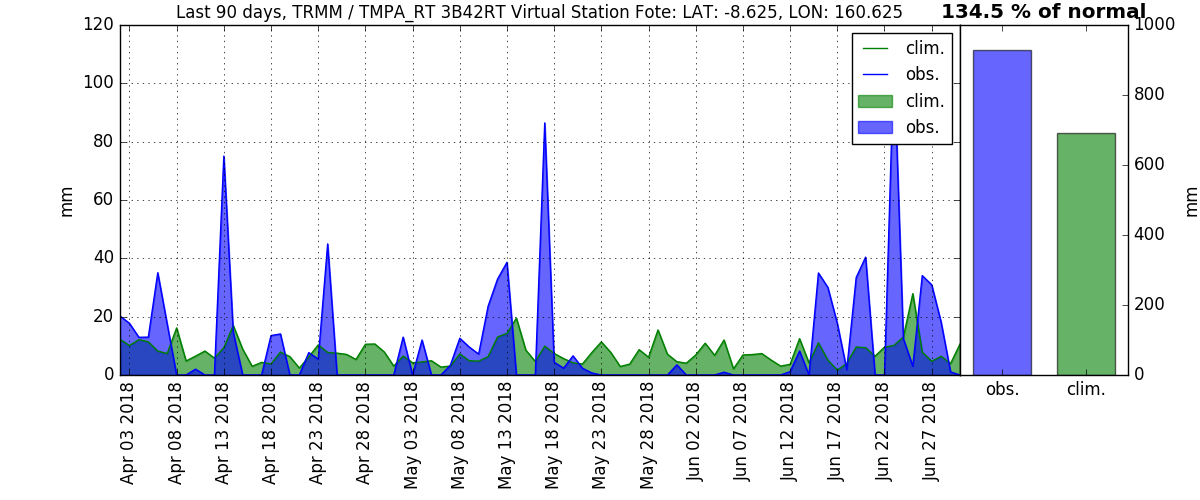 Last 90 days, TRMM / TMPA_RT 3B42RT Virtual Station Fote: LAT: -8.625, LON: 160.625
134.5 % of normal
120
100
80
60
40
20
0
mm
clim.
obs.
clim.
obs.
1000
800
600
400
200
0
mm
Apr 03 2018
Apr 08 2018
Apr 13 2018
Apr 18 2018
Apr 23 2018
Apr 28 2018
May 03 2018
May 08 2018
May 13 2018
May 18 2018
May 23 2018
May 28 2018
Jun 02 2018
Jun 07 2018
Jun 12 2018
Jun 17 2018
Jun 22 2018
Jun 27 2018
obs.
clim.